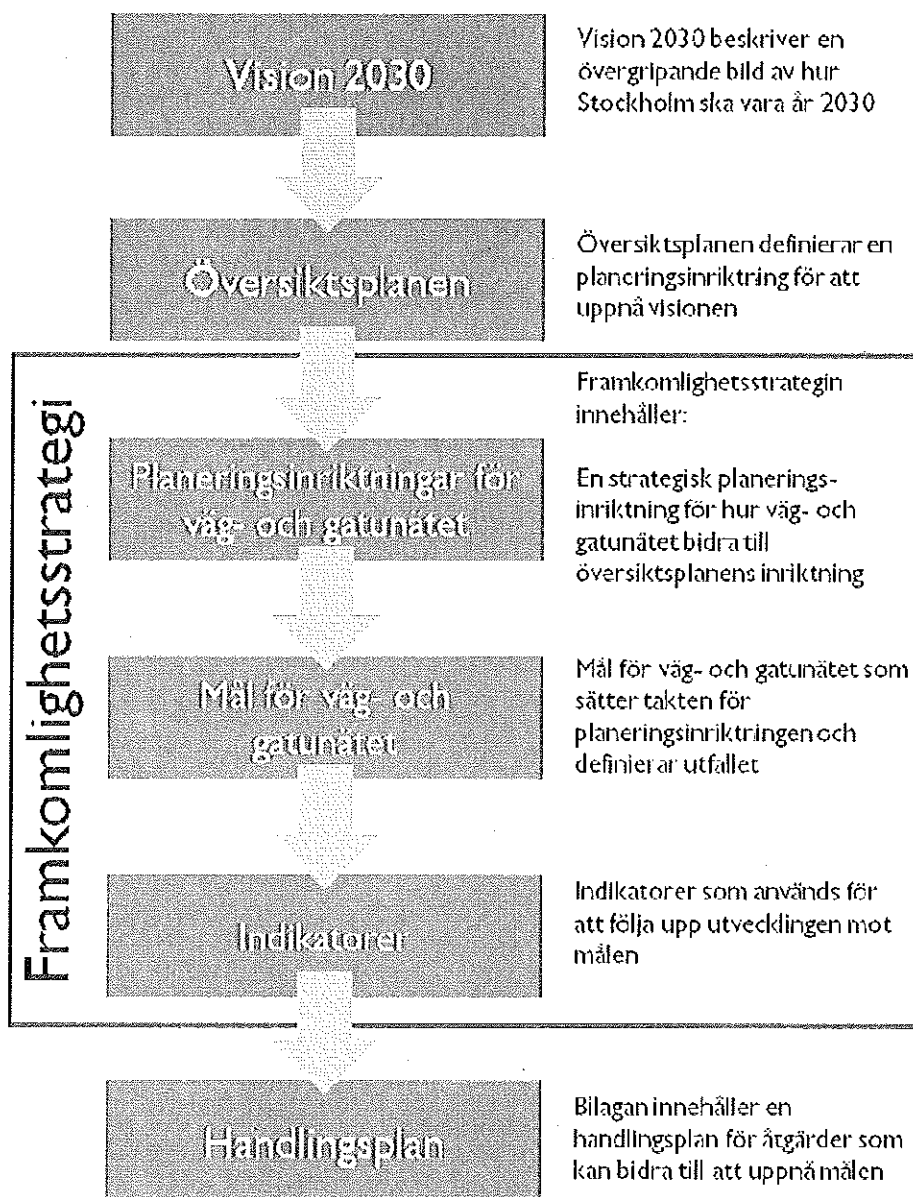 Vision 2030
Vision 2030 beskriver en
övergripande bild av hur
Stockholm ska vara år 2030
Översiktsplanen
Översiktsplanen definierar en
planeringsinriktning för att
uppnå visionen
Framkomlighetsstrategi
Framkomlighetsstrategin
innehåller:
Planeringsinriktningar för
väg- och gatunätet
En strategisk planerings-
inriktning för hur väg- och
gatunätet bidra till
översiktsplanens inriktning
Mål för väg- och
gatunätet
Mål för väg- och gatunätet som
sätter takten för
planeringsinriktningen och
definierar utfallet
Indikatorer
Indikatorer som används för
att följa upp utvecklingen mot
målen
Handlingsplan
Bilagan innehåller en
handlingsplan för åtgärder som
kan bidra till att uppnå målen